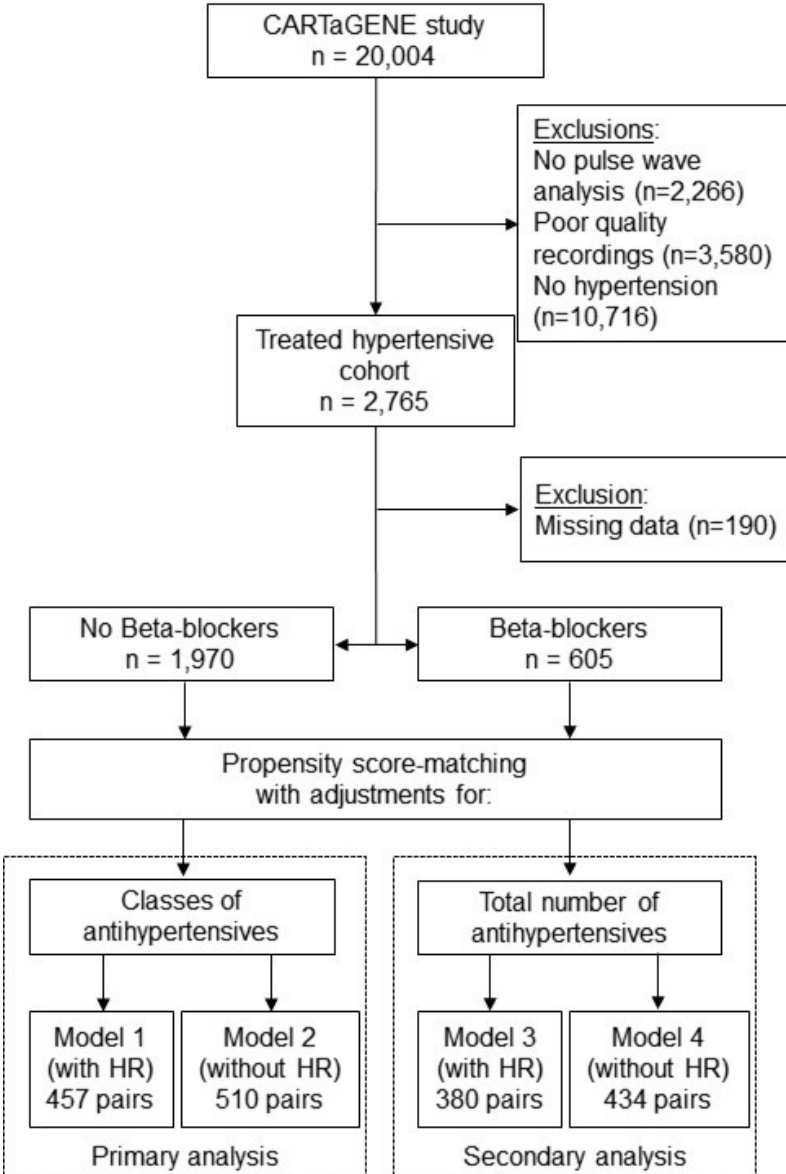 CARTaGENE study
n = 20,004
Exclusions:
No pulse wave
analysis (n=2,266)
Poor quality
recordings (n=3,580)
No hypertension
(n=10,716)
Treated hypertensive
cohort
n = 2,765
Exclusion:
Missing data (n=190)
No Beta-blockers
n = 1,970
Beta-blockers
n = 605
Propensity score-matching
with adjustments for:
Classes of
antihypertensives
Total number of
antihypertensives
Model 1
(with HR)
457 pairs
Model 2
(without HR)
510 pairs
Model 3
(with HR)
380 pairs
Model 4
(without HR)
434 pairs
Primary analysis
Secondary analysis